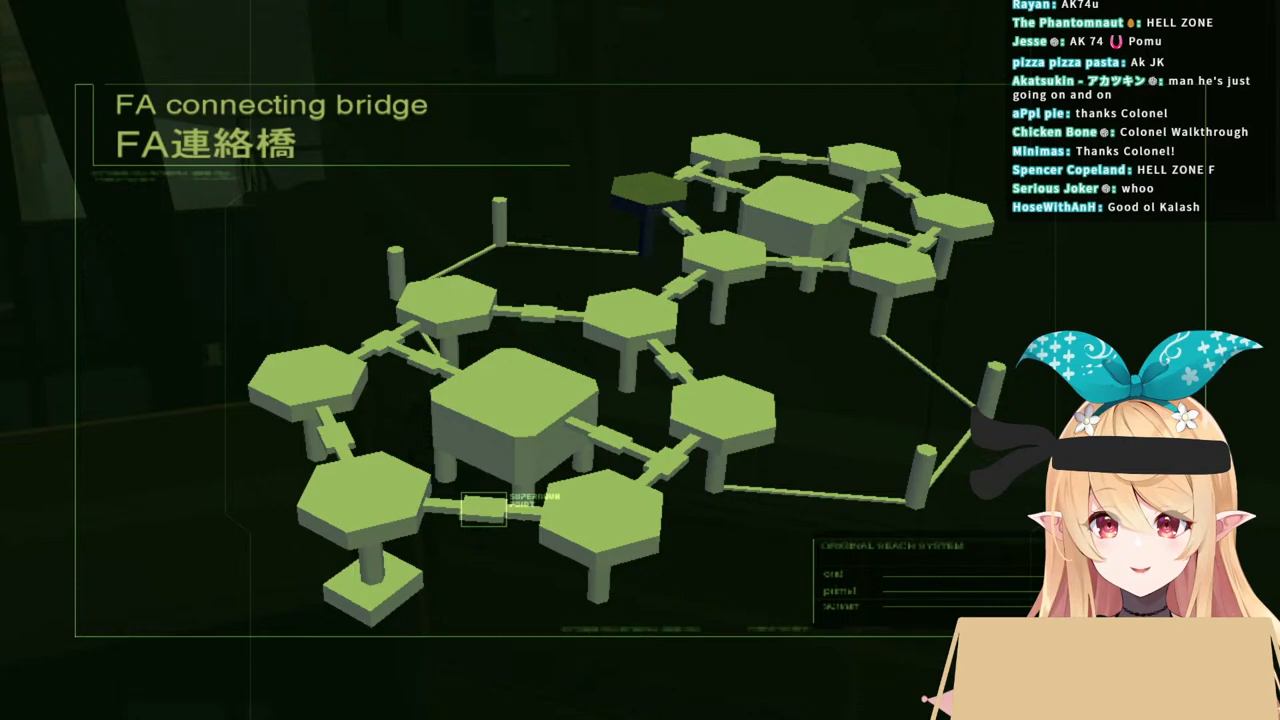 FA connecting bridge
FA連絡橋
Rayan: AK74u
The Phantomnaut: HELL ZONE
Jesse: AK 74 Pomu
pizza pizza pasta: Ak JK
Akatsukin - アカツキン: man he's just
going on and on
aPpl pie: thanks Colonel
Chicken Bone: Colonel Walkthrough
Minimas: Thanks Colonel!
Spencer Copeland: HELL ZONE F
Serious Joker: whoo
HoseWithAnH: Good ol Kalash
POINT